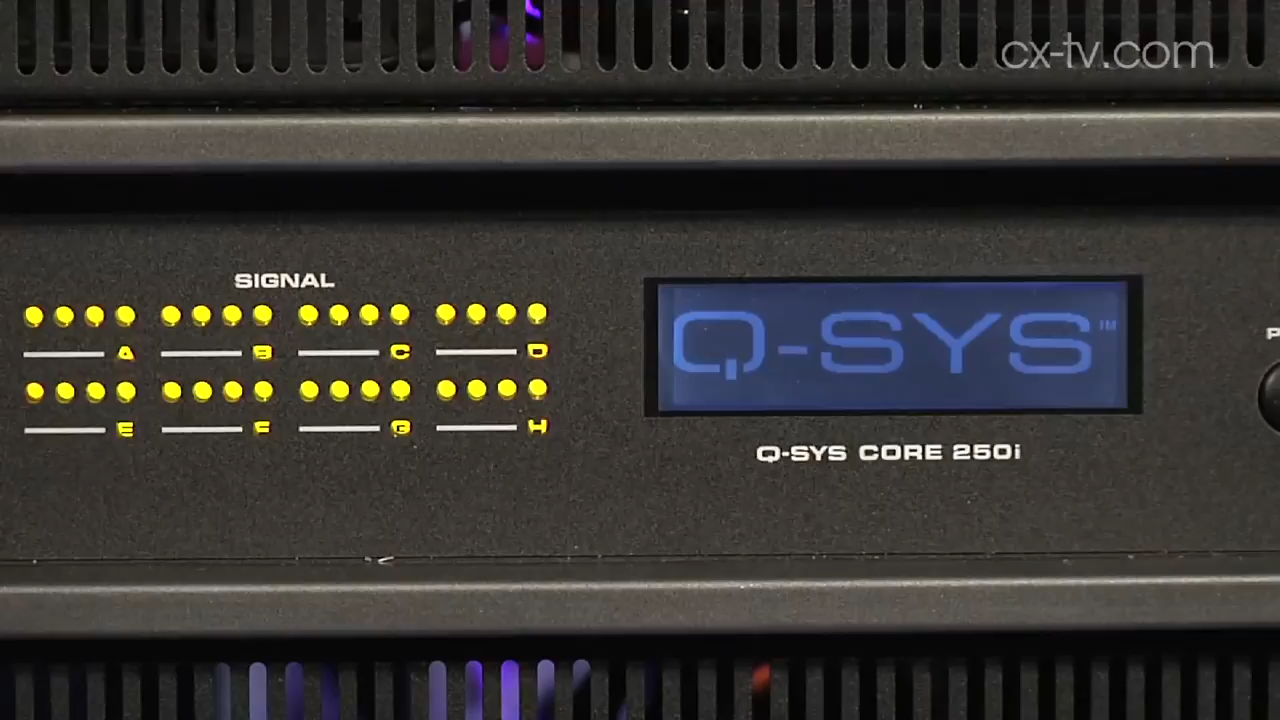 cx-tv.com
SIGNAL
A B C D
E F G H
Q-SYS™
Q-SYS CORE 250i
P